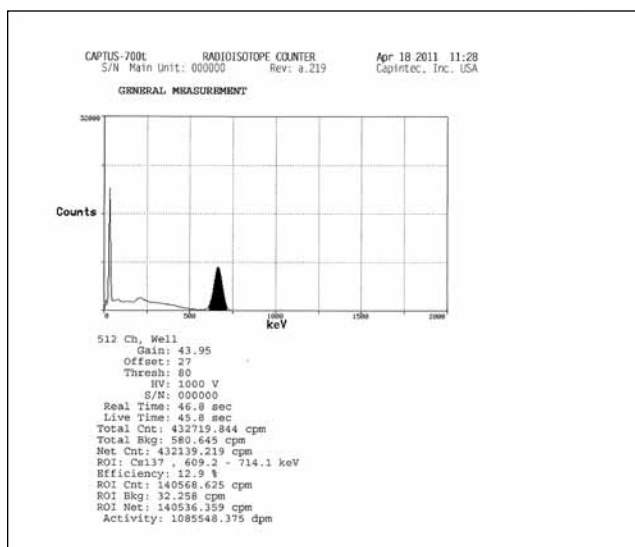 CAPTUS-700t RADIOISOTOPE COUNTER Apr 18 2011 11:28
S/N Main Unit: 000000 Rev: a.219 Capintec, Inc. USA
GENERAL MEASUREMENT
32000
Counts
0 250 500 750 1000 1250 1500 1750 2000
keV
512 Ch, Well
Gain: 43.95
Offset: 27
Thresh: 80
HV: 1000 V
S/N: 000000
Real Time: 46.8 sec
Live Time: 45.8 sec
Total Cnt: 432719.844 cpm
Total Bkg: 580.645 cpm
Net Cnt: 432139.219 cpm
ROI: Cs137 , 609.2 - 714.1 keV
Efficiency: 12.9 %
ROI Cnt: 140568.625 cpm
ROI Bkg: 32.258 cpm
ROI Net: 140536.359 cpm
Activity: 1085548.375 dpm